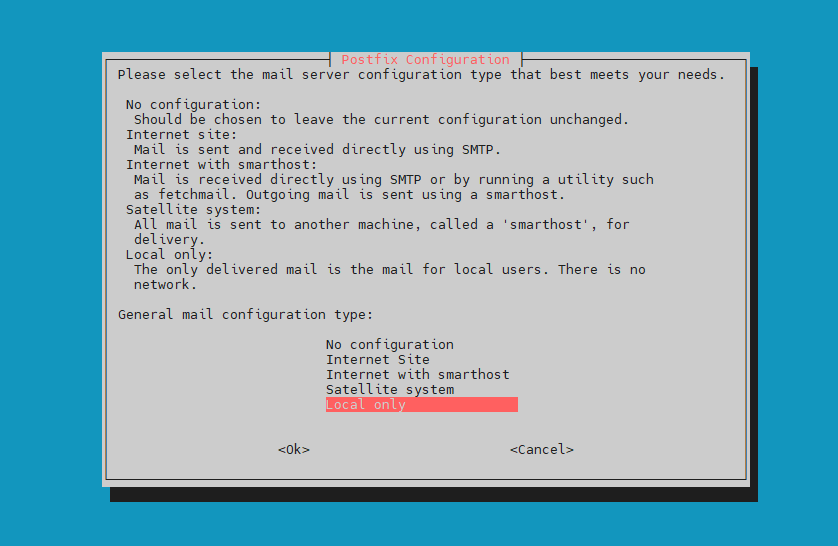 Postfix Configuration
Please select the mail server configuration type that best meets your needs.
No configuration:
Should be chosen to leave the current configuration unchanged.
Internet site:
Mail is sent and received directly using SMTP.
Internet with smarthost:
Mail is received directly using SMTP or by running a utility such
as fetchmail. Outgoing mail is sent using a smarthost.
Satellite system:
All mail is sent to another machine, called a 'smarthost', for
delivery.
Local only:
The only delivered mail is the mail for local users. There is no
network.
General mail configuration type:
No configuration
Internet Site
Internet with smarthost
Satellite system
Local only
<Ok> <Cancel>